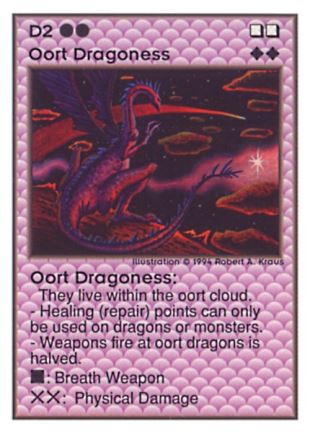 D2
Oort Dragoness
Illustration © 1994 Robert A. Kraus
Oort Dragoness:
They live within the oort cloud.
- Healing (repair) points can only
be used on dragons or monsters.
- Weapons fire at oort dragons is
halved.
■: Breath Weapon
✕✕: Physical Damage